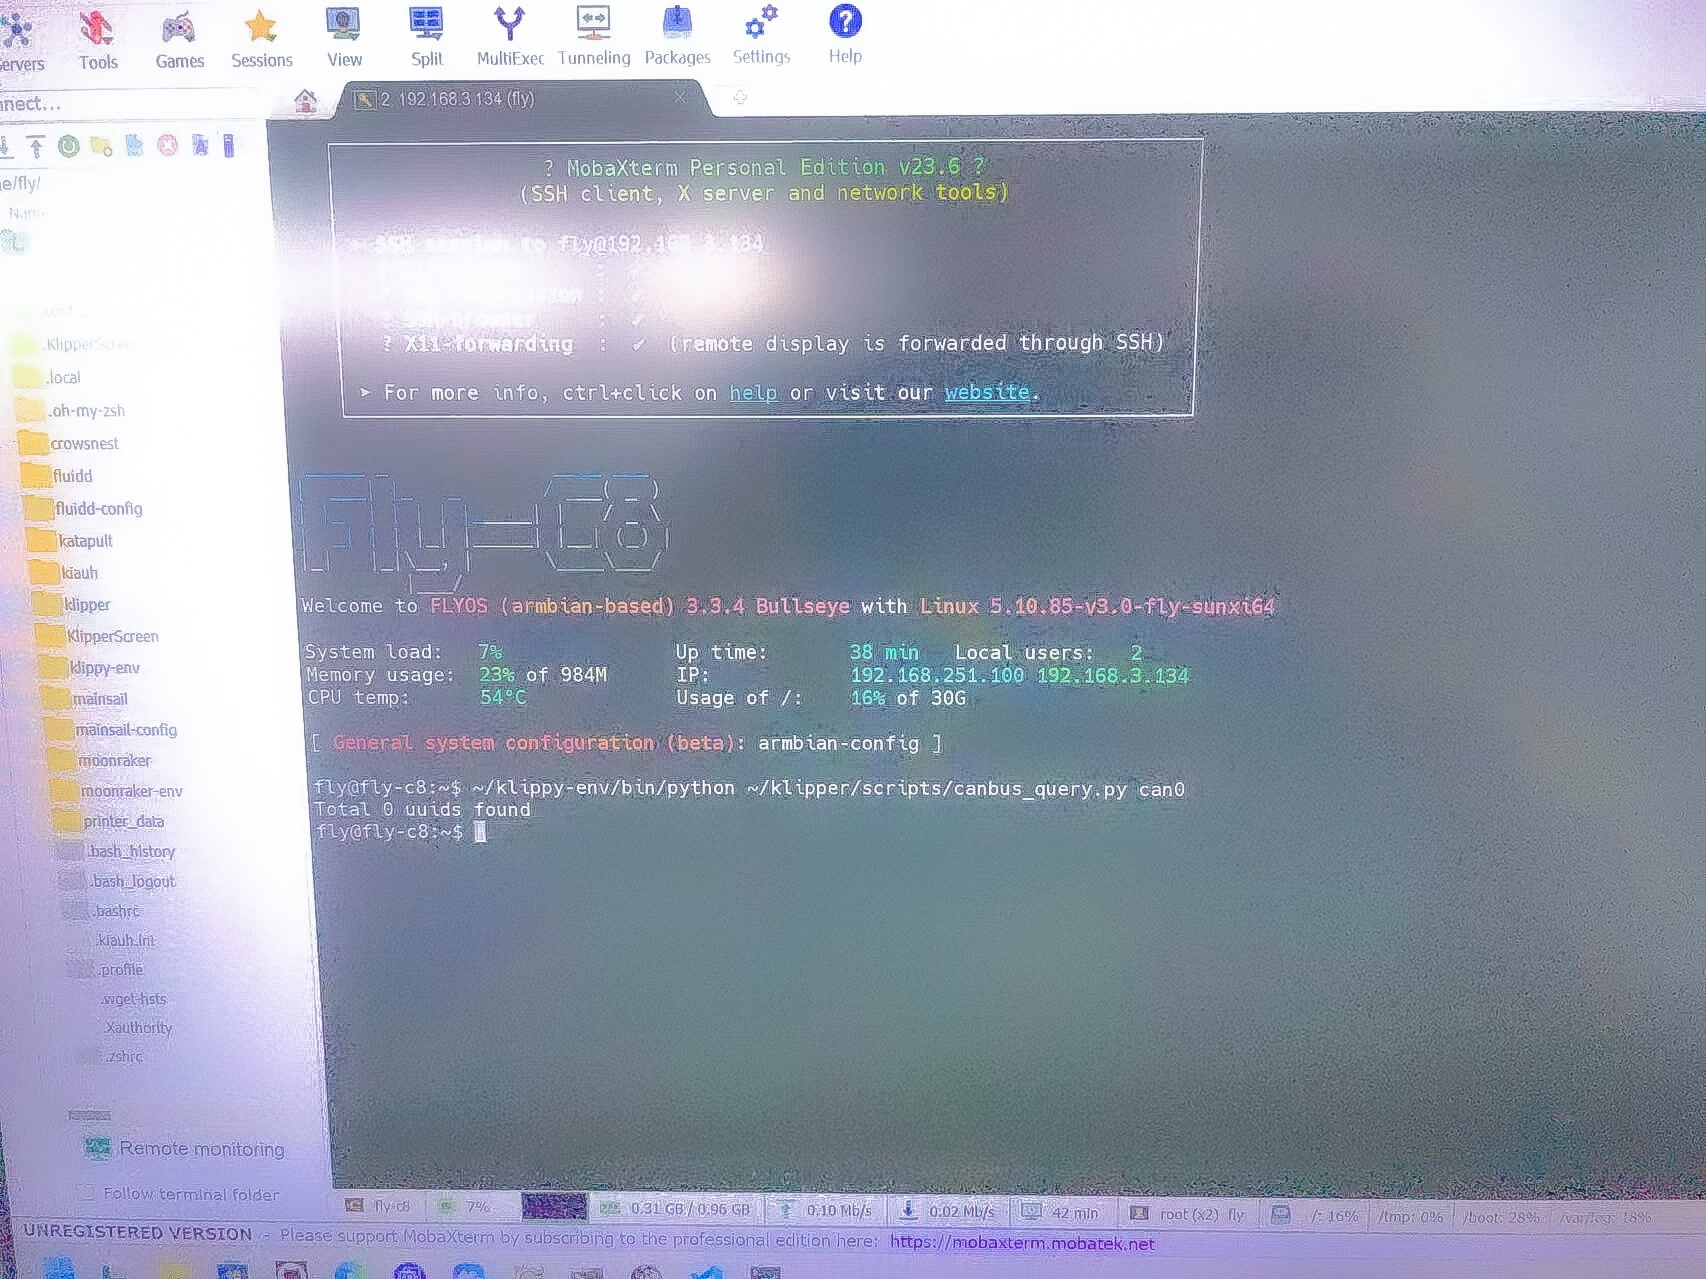 Tools
Games
Sessions
View
Split
MultiExec
Tunneling
Packages
Settings
Help
2. 192.168.3.134 (fly)
? MobaXterm Personal Edition v23.6 ?
(SSH client, X server and network tools)
fly@192.168.3.134
? X11-forwarding : ✔ (remote display is forwarded through SSH)
➤ For more info, ctrl+click on help or visit our website.
Fly-C8
Welcome to FLYOS (armbian-based) 3.3.4 Bullseye with Linux 5.10.85-v3.0-fly-sunxi64
System load: 7% Up time: 38 min Local users: 2
Memory usage: 23% of 984M IP: 192.168.251.100 192.168.3.134
CPU temp: 54°C Usage of /: 16% of 30G
[ General system configuration (beta): armbian-config ]
fly@fly-c8:~$ ~/klippy-env/bin/python ~/klipper/scripts/canbus_query.py can0
Total 0 uuids found
fly@fly-c8:~$
Name
.local
.oh-my-zsh
crowsnest
fluidd
fluidd-config
katapult
kiauh
klipper
KlipperScreen
klippy-env
mainsail
mainsail-config
moonraker
moonraker-env
printer_data
.bash_history
.bash_logout
.bashrc
.kiauh.ini
.profile
.wget-hsts
.Xauthority
.zshrc
Remote monitoring
Follow terminal folder
fly-c8 7% 0.31 GB / 0.96 GB 0.10 Mb/s 0.02 Mb/s 42 min root (x2) fly /: 16% /tmp: 0% /boot: 28% /var/log: 18%
UNREGISTERED VERSION - Please support MobaXterm by subscribing to the professional edition here: https://mobaxterm.mobatek.net